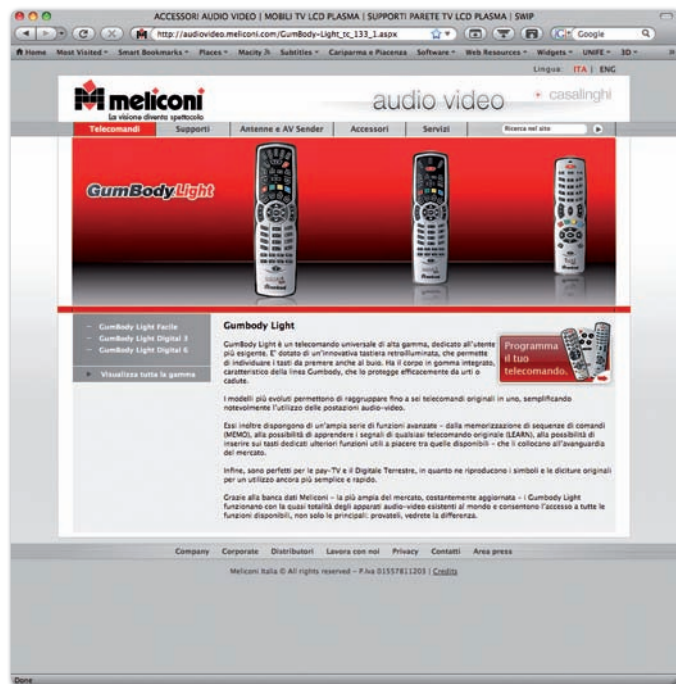 ACCESSORI AUDIO VIDEO | MOBILI TV LCD PLASMA | SUPPORTI PARETE TV LCD PLASMA | SWIP
http://audiovideo.meliconi.com/GumBody-Light_tc_133_1.aspx
Google
Home Most Visited Smart Bookmarks Places Macity Subtitles Cariparma e Piacenza Software Web Resources Widgets UNIFE 3D
Lingua: ITA | ENG
meliconi
La visione diventa spettacolo
audio video
casalinghi
Telecomandi Supporti Antenne e AV Sender Accessori Servizi Ricerca nel sito
GumBody Light
– GumBody Light Facile
– GumBody Light Digital 3
– GumBody Light Digital 6
Visualizza tutta la gamma
Gumbody Light
GumBody Light è un telecomando universale di alta gamma, dedicato all'utente
più esigente. E' dotato di un'innovativa tastiera retroilluminata, che permette
di individuare i tasti da premere anche al buio. Ha il corpo in gomma integrato,
caratteristico della linea Gumbody, che lo protegge efficacemente da urti o
cadute.
Programma
il tuo
telecomando.
I modelli più evoluti permettono di raggruppare fino a sei telecomandi originali in uno, semplificando
notevolmente l'utilizzo delle postazioni audio-video.
Essi inoltre dispongono di un'ampia serie di funzioni avanzate – dalla memorizzazione di sequenze di comandi
(MEMO), alla possibilità di apprendere i segnali di qualsiasi telecomando originale (LEARN), alla possibilità di
inserire sui tasti dedicati ulteriori funzioni utili a piacere tra quelle disponibili – che li collocano all'avanguardia
del mercato.
Infine, sono perfetti per le pay-TV e il Digitale Terrestre, in quanto ne riproducono i simboli e le diciture originali
per un utilizzo ancora più semplice e rapido.
Grazie alla banca dati Meliconi – la più ampia del mercato, costantemente aggiornata – i Gumbody Light
funzionano con la quasi totalità degli apparati audio-video esistenti al mondo e consentono l'accesso a tutte le
funzioni disponibili, non solo le principali: provateli, vedrete la differenza.
Company Corporate Distributori Lavora con noi Privacy Contatti Area press
Meliconi Italia © All rights reserved – P.Iva 01557811203 | Credits
Done